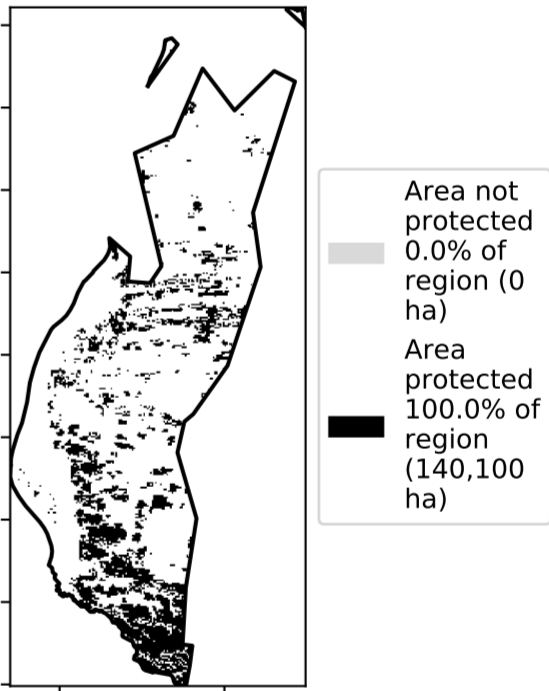 Area not
protected
0.0% of
region (0
ha)
Area
protected
100.0% of
region
(140,100
ha)